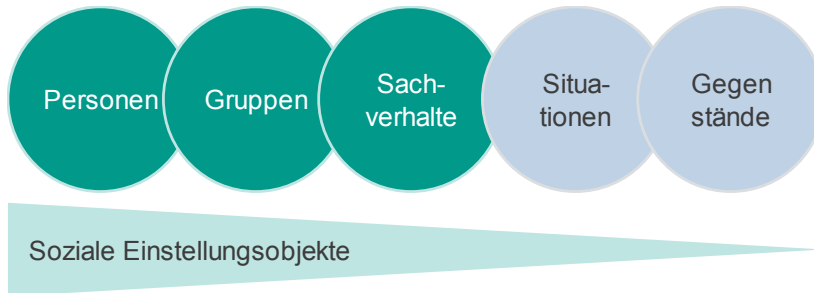 Personen
Gruppen
Sach-
verhalte
Situa-
tionen
Gegen
stände
Soziale Einstellungsobjekte